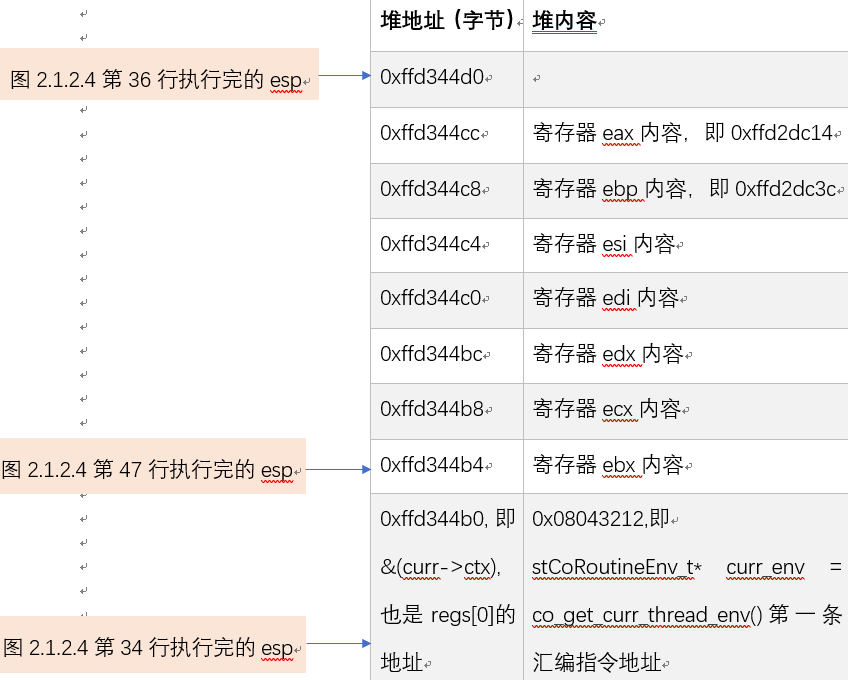 堆地址（字节） 堆内容
图 2.1.2.4 第 36 行执行完的 esp 0xffd344d0
0xffd344cc 寄存器 eax 内容，即 0xffd2dc14
0xffd344c8 寄存器 ebp 内容，即 0xffd2dc3c
0xffd344c4 寄存器 esi 内容
0xffd344c0 寄存器 edi 内容
0xffd344bc 寄存器 edx 内容
0xffd344b8 寄存器 ecx 内容
图 2.1.2.4 第 47 行执行完的 esp 0xffd344b4 寄存器 ebx 内容
0xffd344b0, 即 0x08043212,即
&(curr->ctx), stCoRoutineEnv_t* curr_env =
也是 regs[0]的 co_get_curr_thread_env()第一条
图 2.1.2.4 第 34 行执行完的 esp 地址 汇编指令地址